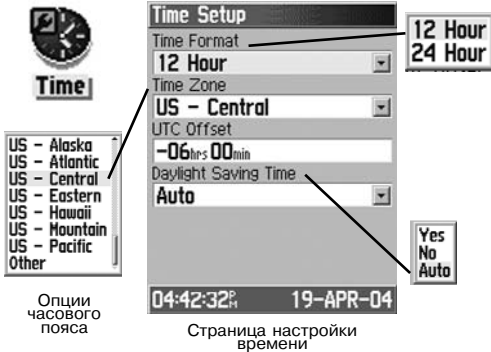 Time
Time Setup
Time Format
12 Hour
Time Zone
US - Central
UTC Offset
-06hrs 00min
Daylight Saving Time
Auto
04:42:32PM 19-APR-04
12 Hour
24 Hour
US - Alaska
US - Atlantic
US - Central
US - Eastern
US - Hawaii
US - Mountain
US - Pacific
Other
Yes
No
Auto
Опции
часового
пояса
Страница настройки
времени